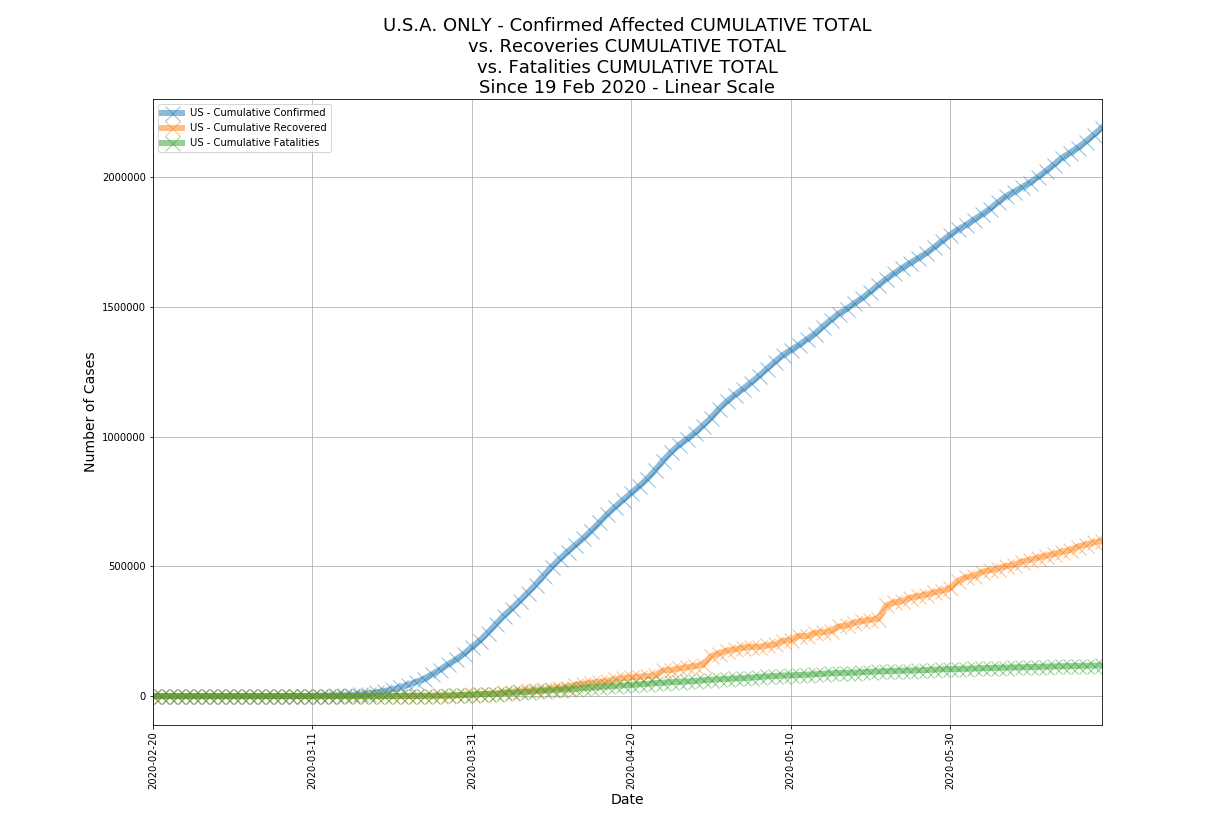 U.S.A. ONLY - Confirmed Affected CUMULATIVE TOTAL
vs. Recoveries CUMULATIVE TOTAL
vs. Fatalities CUMULATIVE TOTAL
Since 19 Feb 2020 - Linear Scale
US - Cumulative Confirmed
US - Cumulative Recovered
US - Cumulative Fatalities
2000000
1500000
1000000
500000
0
Number of Cases
2020-02-20
2020-03-11
2020-03-31
2020-04-20
2020-05-10
2020-05-30
Date